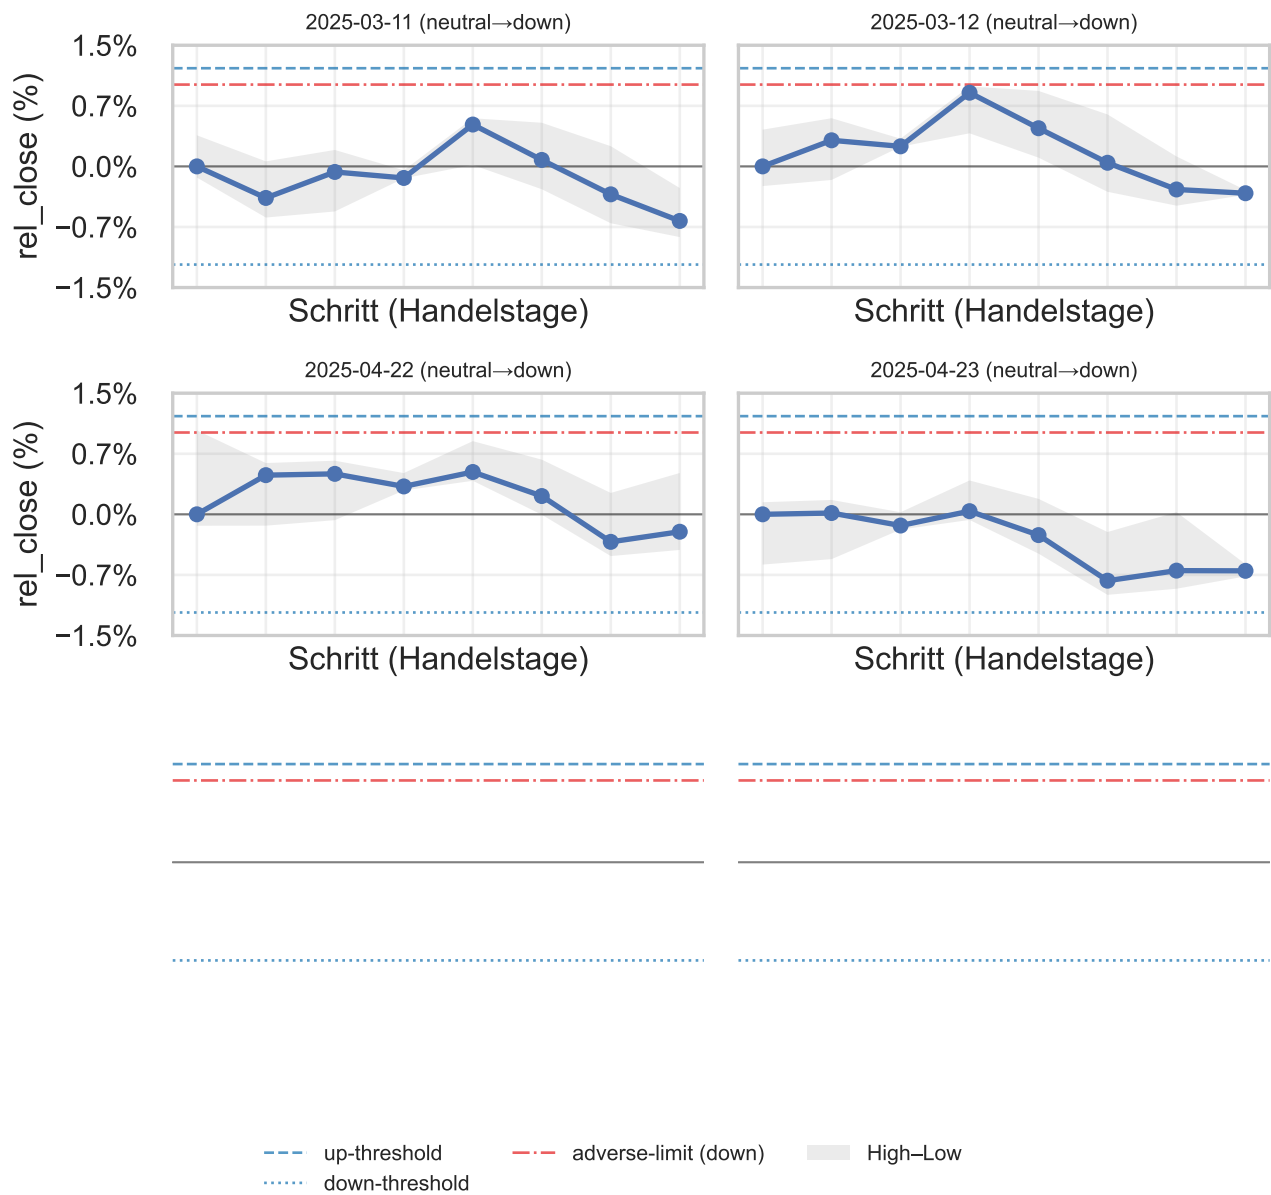 2025-03-11 (neutral→down)
2025-03-12 (neutral→down)
1.5%
0.7%
0.0%
−0.7%
−1.5%
rel_close (%)
Schritt (Handelstage)
Schritt (Handelstage)
2025-04-22 (neutral→down)
2025-04-23 (neutral→down)
1.5%
0.7%
0.0%
−0.7%
−1.5%
rel_close (%)
Schritt (Handelstage)
Schritt (Handelstage)
up-threshold
down-threshold
adverse-limit (down)
High–Low